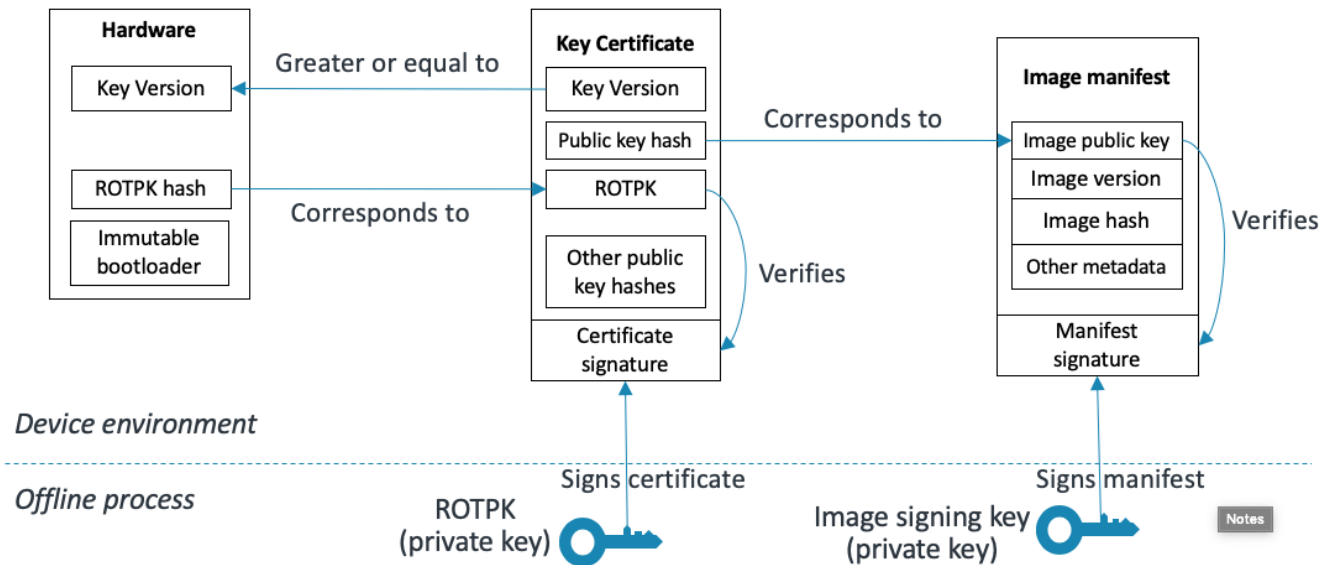 Hardware
Key Version
ROTPK hash
Immutable
bootloader
Greater or equal to
Corresponds to
Key Certificate
Key Version
Public key hash
ROTPK
Other public
key hashes
Certificate
signature
Verifies
Corresponds to
Image manifest
Image public key
Image version
Image hash
Other metadata
Manifest
signature
Verifies
Device environment
Offline process
Signs certificate
ROTPK
(private key)
Signs manifest
Image signing key
(private key)
Notes